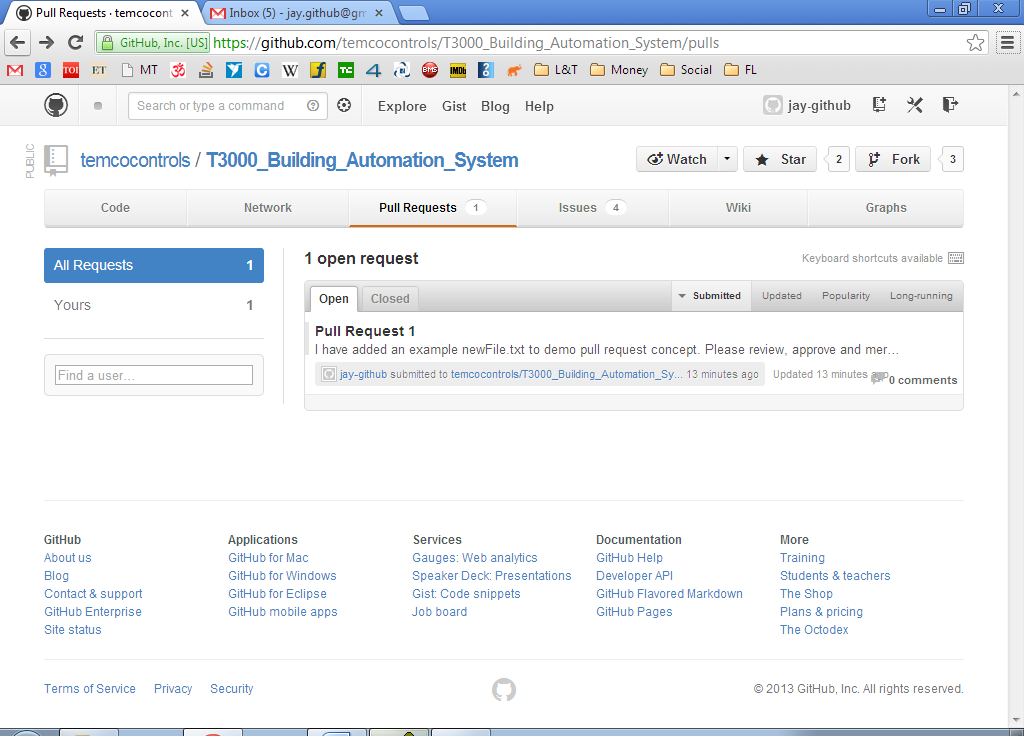 Pull Requests · temcocont
Inbox (5) - jay.github@gm
GitHub, Inc. [US] https://github.com/temcocontrols/T3000_Building_Automation_System/pulls
TOI ET MT W f TC 4 BMS IMDb L&T Money Social FL
Search or type a command Explore Gist Blog Help jay-github
PUBLIC
temcocontrols / T3000_Building_Automation_System
Watch Star 2 Fork 3
Code Network Pull Requests 1 Issues 4 Wiki Graphs
All Requests 1
Yours 1
Find a user...
1 open request
Keyboard shortcuts available
Open Closed Submitted Updated Popularity Long-running
Pull Request 1
I have added an example newFile.txt to demo pull request concept. Please review, approve and mer...
jay-github submitted to temcocontrols/T3000_Building_Automation_Sy... 13 minutes ago Updated 13 minutes ago 0 comments
GitHub
About us
Blog
Contact & support
GitHub Enterprise
Site status
Applications
GitHub for Mac
GitHub for Windows
GitHub for Eclipse
GitHub mobile apps
Services
Gauges: Web analytics
Speaker Deck: Presentations
Gist: Code snippets
Job board
Documentation
GitHub Help
Developer API
GitHub Flavored Markdown
GitHub Pages
More
Training
Students & teachers
The Shop
Plans & pricing
The Octodex
Terms of Service Privacy Security
© 2013 GitHub, Inc. All rights reserved.